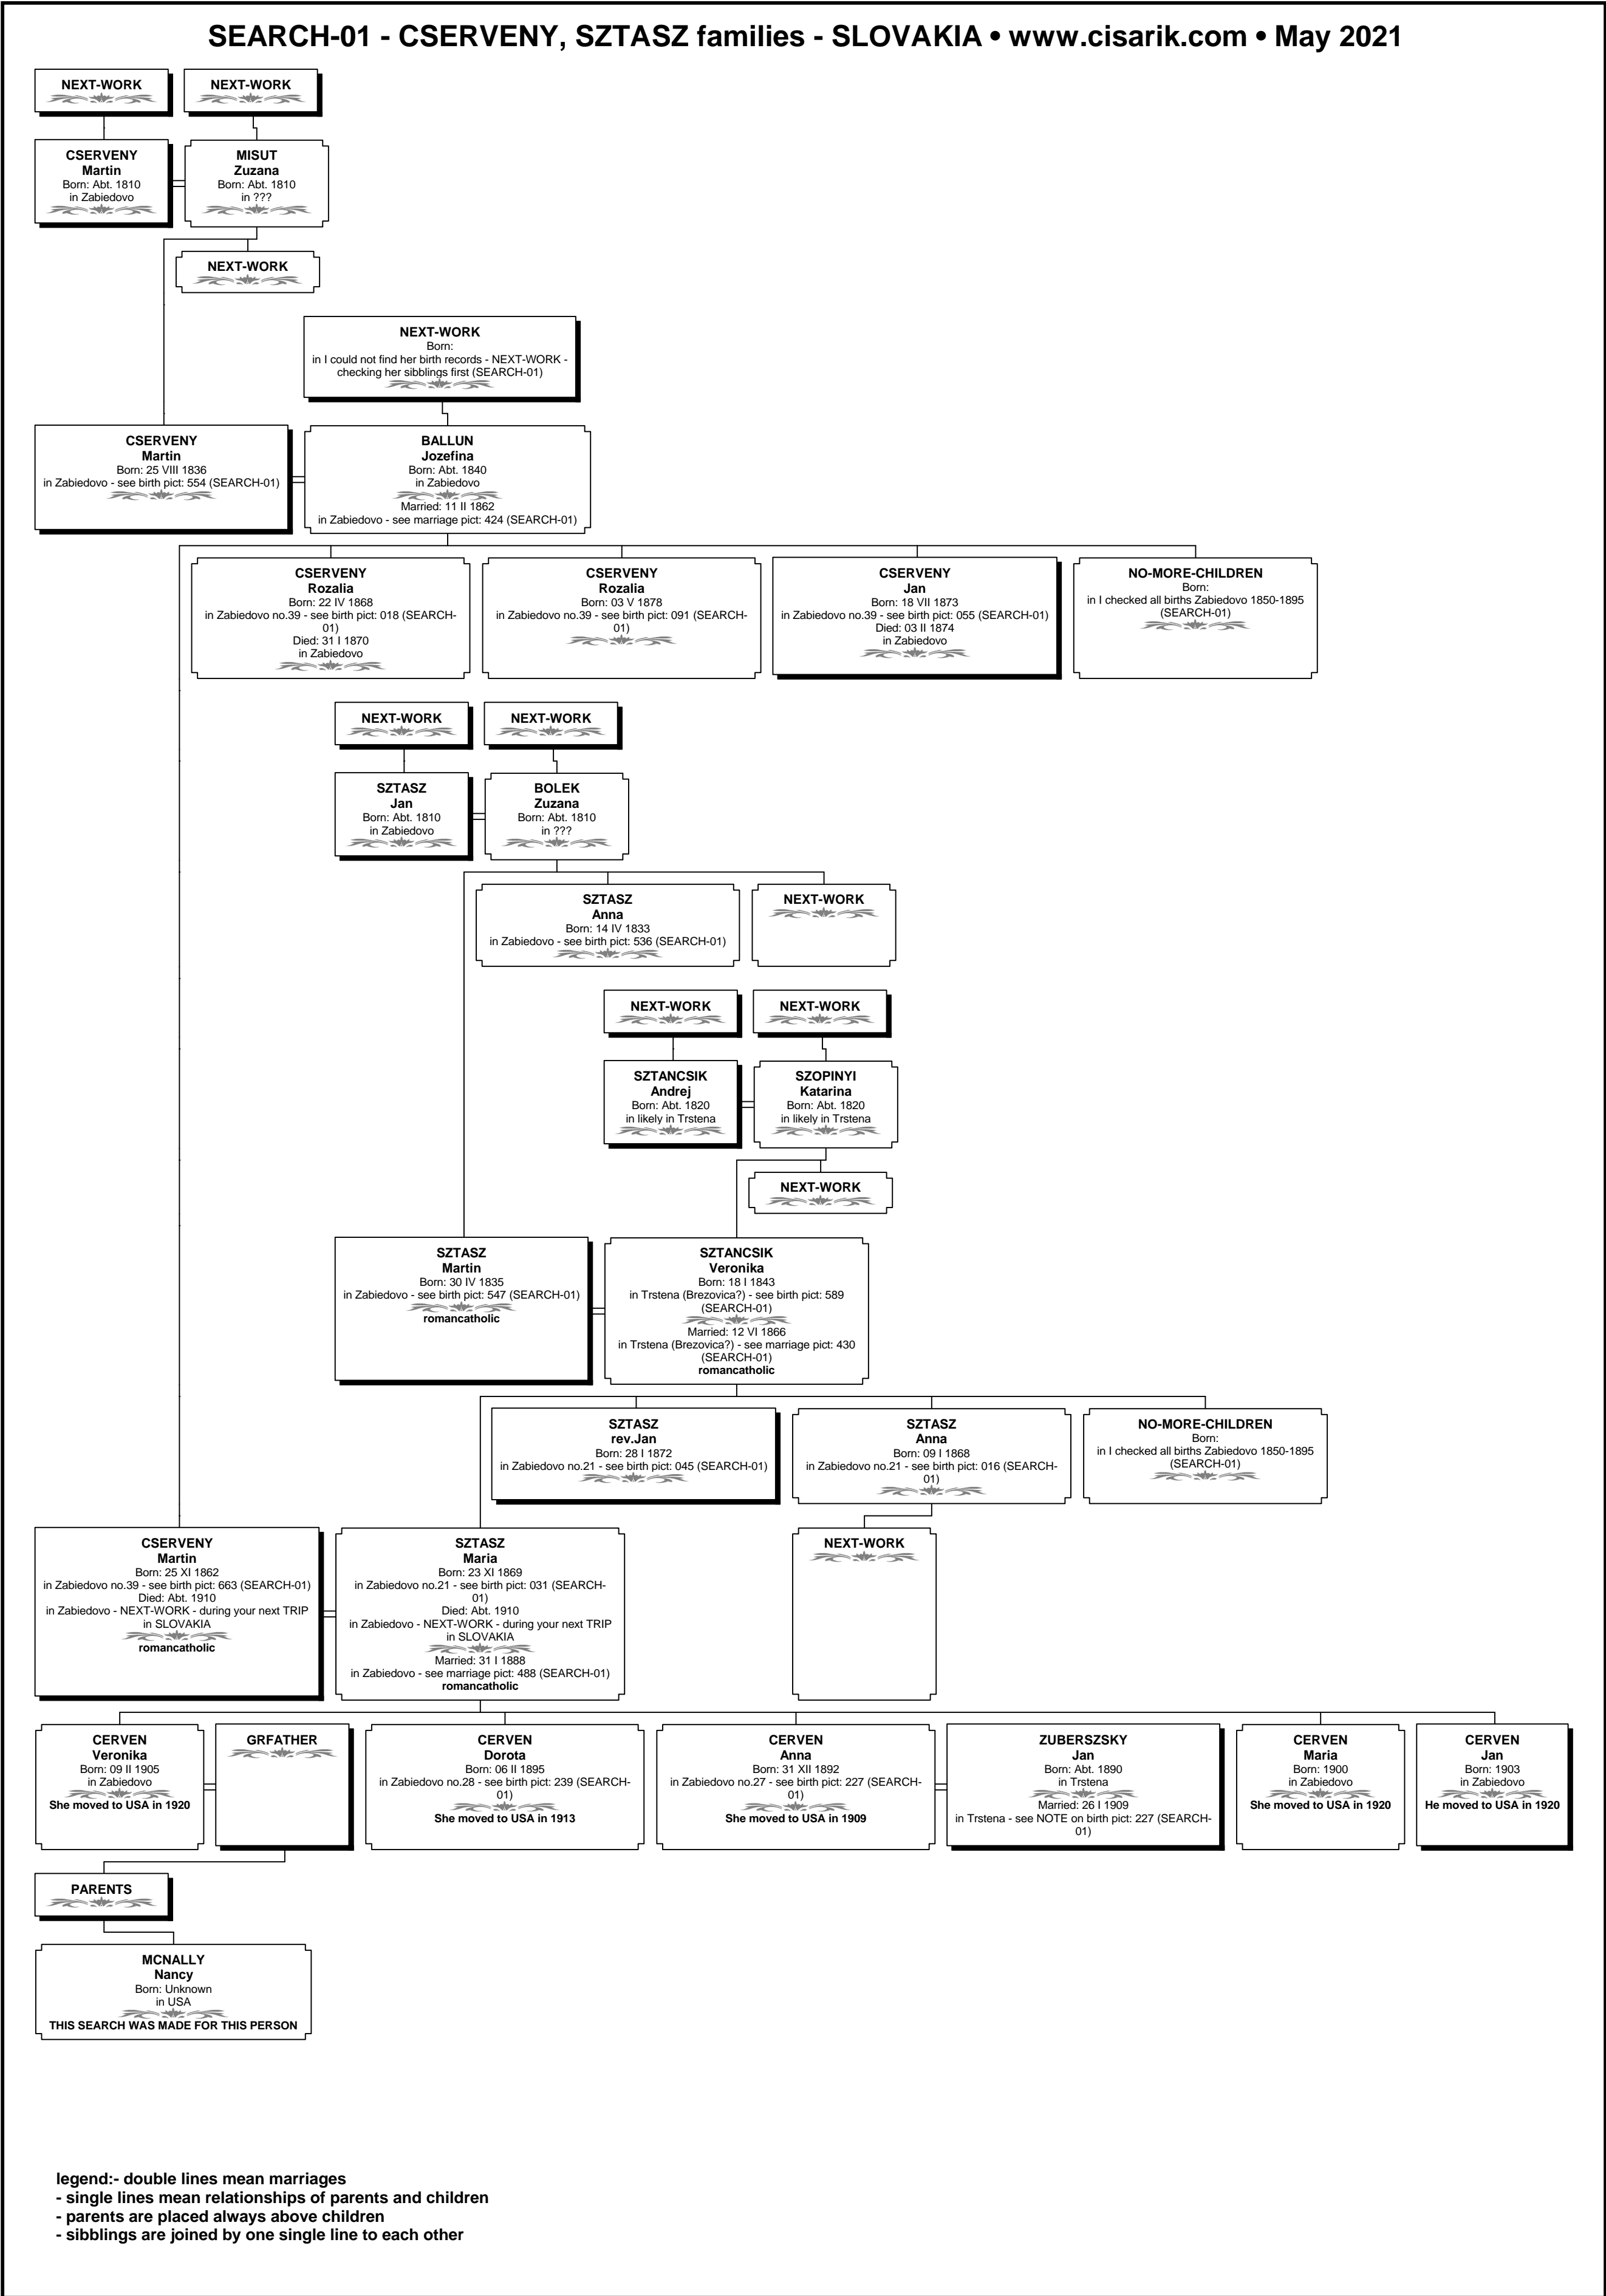 SEARCH-01 - CSERVENY, SZTASZ families - SLOVAKIA • www.cisarik.com • May 2021
NEXT-WORK
NEXT-WORK
CSERVENY
Martin
Born: Abt. 1810
in Zabiedovo
MISUT
Zuzana
Born: Abt. 1810
in ???
NEXT-WORK
NEXT-WORK
Born:
in I could not find her birth records - NEXT-WORK -
checking her sibblings first (SEARCH-01)
CSERVENY
Martin
Born: 25 VIII 1836
in Zabiedovo - see birth pict: 554 (SEARCH-01)
BALLUN
Jozefina
Born: Abt. 1840
in Zabiedovo
Married: 11 II 1862
in Zabiedovo - see marriage pict: 424 (SEARCH-01)
CSERVENY
Rozalia
Born: 22 IV 1868
in Zabiedovo no.39 - see birth pict: 018 (SEARCH-
01)
Died: 31 I 1870
in Zabiedovo
CSERVENY
Rozalia
Born: 03 V 1878
in Zabiedovo no.39 - see birth pict: 091 (SEARCH-
01)
CSERVENY
Jan
Born: 18 VII 1873
in Zabiedovo no.39 - see birth pict: 055 (SEARCH-01)
Died: 03 II 1874
in Zabiedovo
NO-MORE-CHILDREN
Born:
in I checked all births Zabiedovo 1850-1895
(SEARCH-01)
NEXT-WORK
NEXT-WORK
SZTASZ
Jan
Born: Abt. 1810
in Zabiedovo
BOLEK
Zuzana
Born: Abt. 1810
in ???
SZTASZ
Anna
Born: 14 IV 1833
in Zabiedovo - see birth pict: 536 (SEARCH-01)
NEXT-WORK
NEXT-WORK
NEXT-WORK
SZTANCSIK
Andrej
Born: Abt. 1820
in likely in Trstena
SZOPINYI
Katarina
Born: Abt. 1820
in likely in Trstena
NEXT-WORK
SZTASZ
Martin
Born: 30 IV 1835
in Zabiedovo - see birth pict: 547 (SEARCH-01)
romancatholic
SZTANCSIK
Veronika
Born: 18 I 1843
in Trstena (Brezovica?) - see birth pict: 589
(SEARCH-01)
Married: 12 VI 1866
in Trstena (Brezovica?) - see marriage pict: 430
(SEARCH-01)
romancatholic
SZTASZ
rev.Jan
Born: 28 I 1872
in Zabiedovo no.21 - see birth pict: 045 (SEARCH-01)
SZTASZ
Anna
Born: 09 I 1868
in Zabiedovo no.21 - see birth pict: 016 (SEARCH-
01)
NO-MORE-CHILDREN
Born:
in I checked all births Zabiedovo 1850-1895
(SEARCH-01)
CSERVENY
Martin
Born: 25 XI 1862
in Zabiedovo no.39 - see birth pict: 663 (SEARCH-01)
Died: Abt. 1910
in Zabiedovo - NEXT-WORK - during your next TRIP
in SLOVAKIA
romancatholic
SZTASZ
Maria
Born: 23 XI 1869
in Zabiedovo no.21 - see birth pict: 031 (SEARCH-
01)
Died: Abt. 1910
in Zabiedovo - NEXT-WORK - during your next TRIP
in SLOVAKIA
Married: 31 I 1888
in Zabiedovo - see marriage pict: 488 (SEARCH-01)
romancatholic
NEXT-WORK
CERVEN
Veronika
Born: 09 II 1905
in Zabiedovo
She moved to USA in 1920
GRFATHER
CERVEN
Dorota
Born: 06 II 1895
in Zabiedovo no.28 - see birth pict: 239 (SEARCH-
01)
She moved to USA in 1913
CERVEN
Anna
Born: 31 XII 1892
in Zabiedovo no.27 - see birth pict: 227 (SEARCH-
01)
She moved to USA in 1909
ZUBERSZSKY
Jan
Born: Abt. 1890
in Trstena
Married: 26 I 1909
in Trstena - see NOTE on birth pict: 227 (SEARCH-
01)
CERVEN
Maria
Born: 1900
in Zabiedovo
She moved to USA in 1920
CERVEN
Jan
Born: 1903
in Zabiedovo
He moved to USA in 1920
PARENTS
MCNALLY
Nancy
Born: Unknown
in USA
THIS SEARCH WAS MADE FOR THIS PERSON
legend:- double lines mean marriages
- single lines mean relationships of parents and children
- parents are placed always above children
- sibblings are joined by one single line to each other